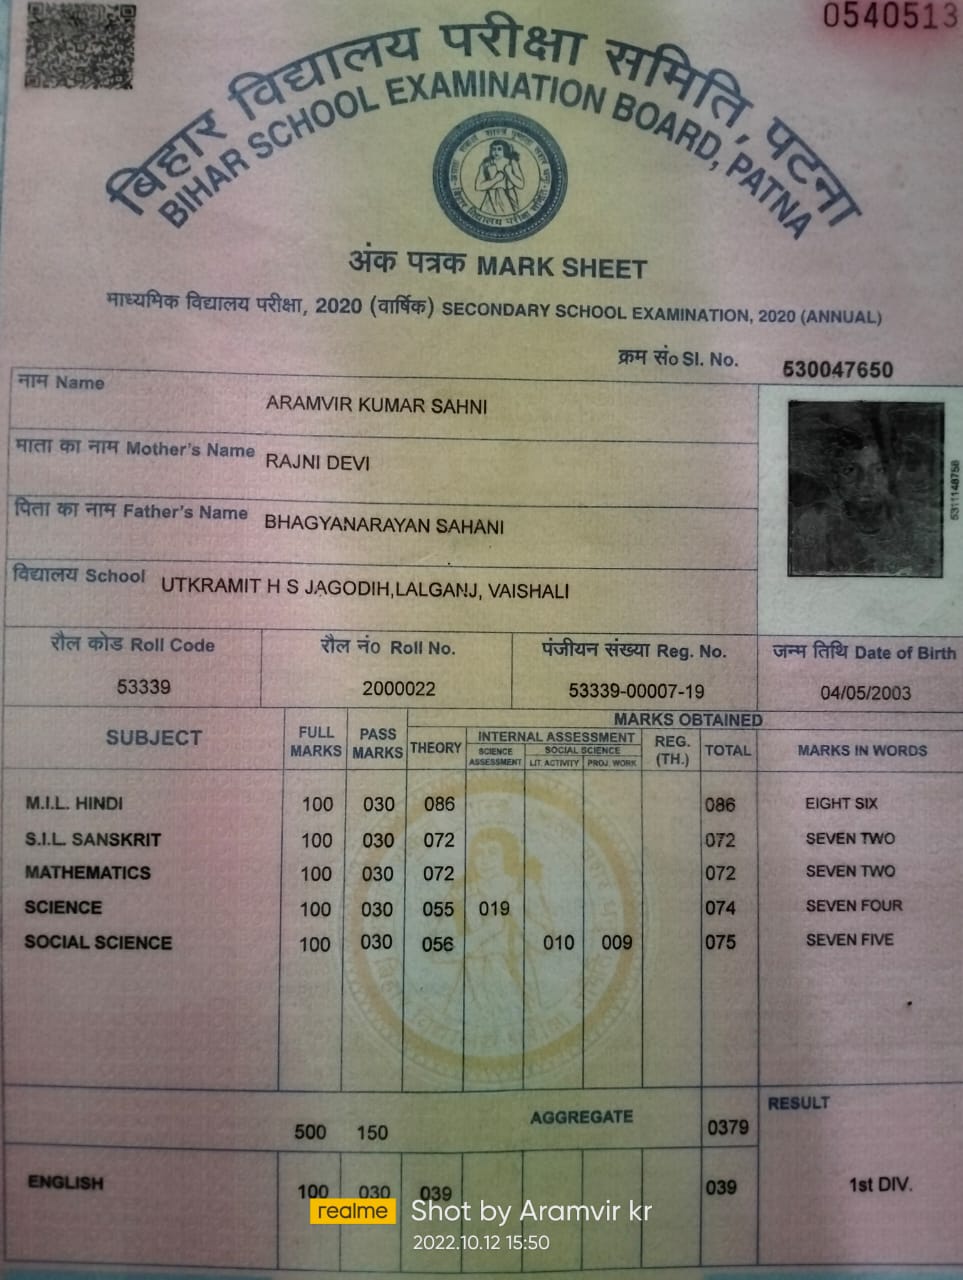 0540513
बिहार विद्यालय परीक्षा समिति, पटना
BIHAR SCHOOL EXAMINATION BOARD, PATNA
अंक पत्रक MARK SHEET
माध्यमिक विद्यालय परीक्षा, 2020 (वार्षिक) SECONDARY SCHOOL EXAMINATION, 2020 (ANNUAL)
क्रम सं० Sl. No. 530047650
नाम Name ARAMVIR KUMAR SAHNI
माता का नाम Mother's Name RAJNI DEVI
पिता का नाम Father's Name BHAGYANARAYAN SAHANI
विद्यालय School UTKRAMIT H S JAGODIH,LALGANJ, VAISHALI
5311148758
रौल कोड Roll Code रौल नं० Roll No. पंजीयन संख्या Reg. No. जन्म तिथि Date of Birth
53339 2000022 53339-00007-19 04/05/2003
MARKS OBTAINED
SUBJECT FULL MARKS PASS MARKS THEORY INTERNAL ASSESSMENT REG. (TH.) TOTAL MARKS IN WORDS
SCIENCE ASSESSMENT SOCIAL SCIENCE
LIT. ACTIVITY PROJ. WORK
M.I.L. HINDI 100 030 086 086 EIGHT SIX
S.I.L. SANSKRIT 100 030 072 072 SEVEN TWO
MATHEMATICS 100 030 072 072 SEVEN TWO
SCIENCE 100 030 055 019 074 SEVEN FOUR
SOCIAL SCIENCE 100 030 056 010 009 075 SEVEN FIVE
500 150 AGGREGATE 0379 RESULT
ENGLISH 100 030 039 039 1st DIV.
realme Shot by Aramvir kr
2022.10.12 15:50